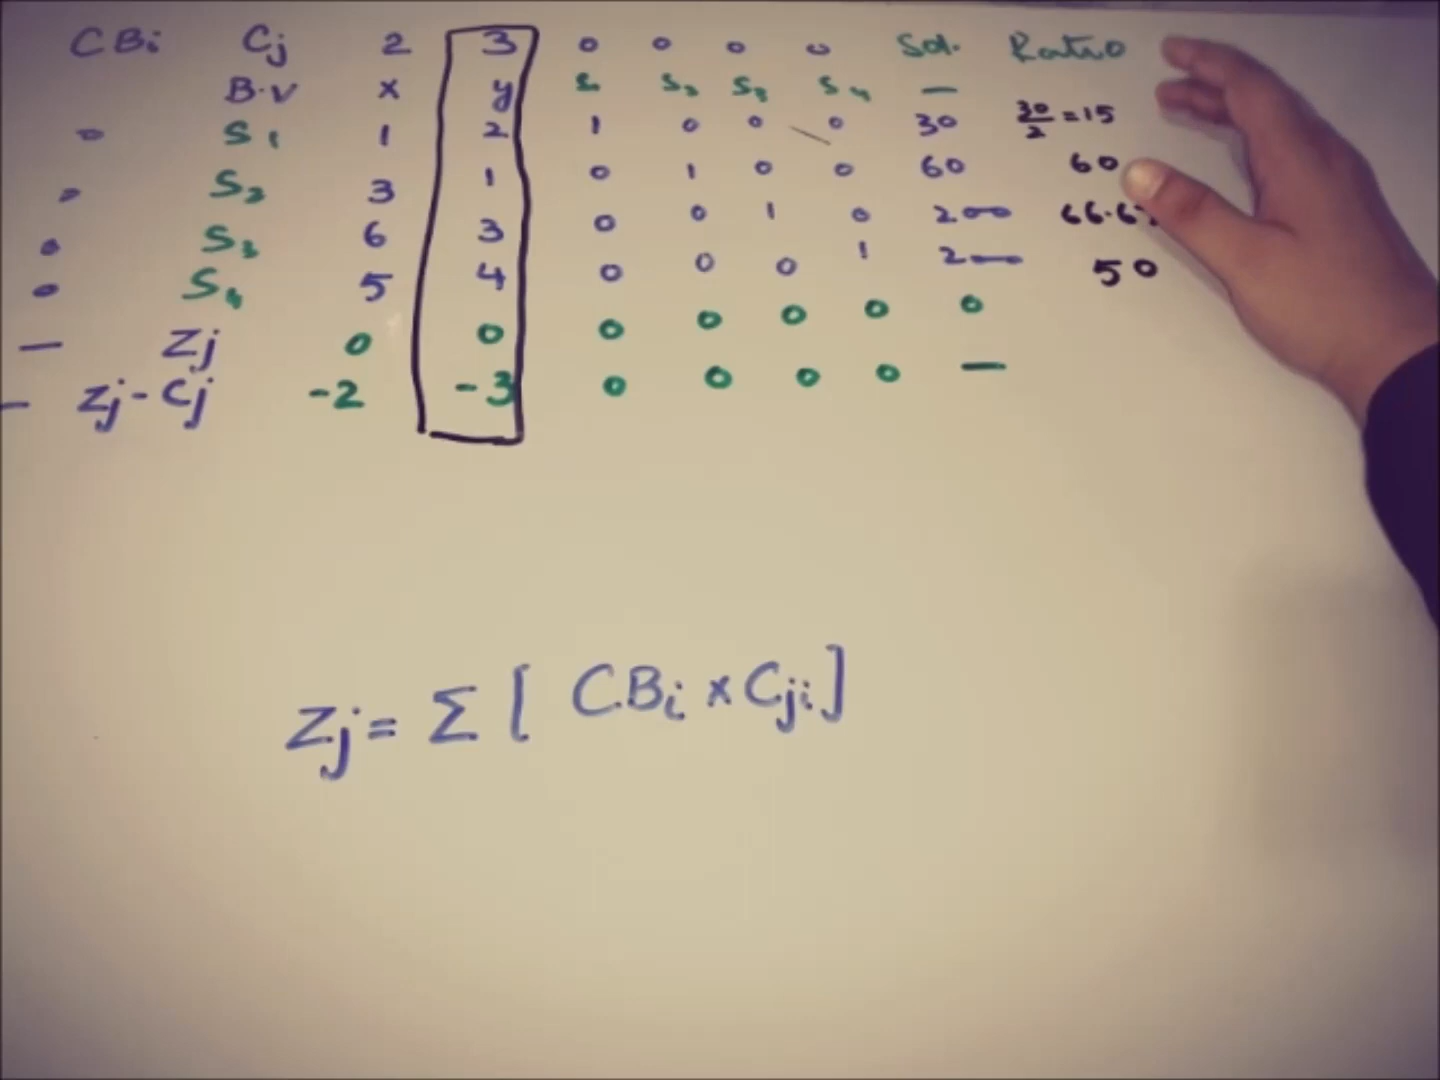 CBi Cj 2 3 0 0 0 0 Sol. Ratio
B.V x y S1 S2 S3 S4 —
0 S1 1 2 1 0 0 0 30 30/2 = 15
0 S2 3 1 0 1 0 0 60 60
0 S3 6 3 0 0 1 0 200 66.67
0 S4 5 4 0 0 0 1 200 50
— Zj 0 0 0 0 0 0 0
— Zj - Cj -2 -3 0 0 0 0 —
Zj = Σ [ CBi x Cji ]